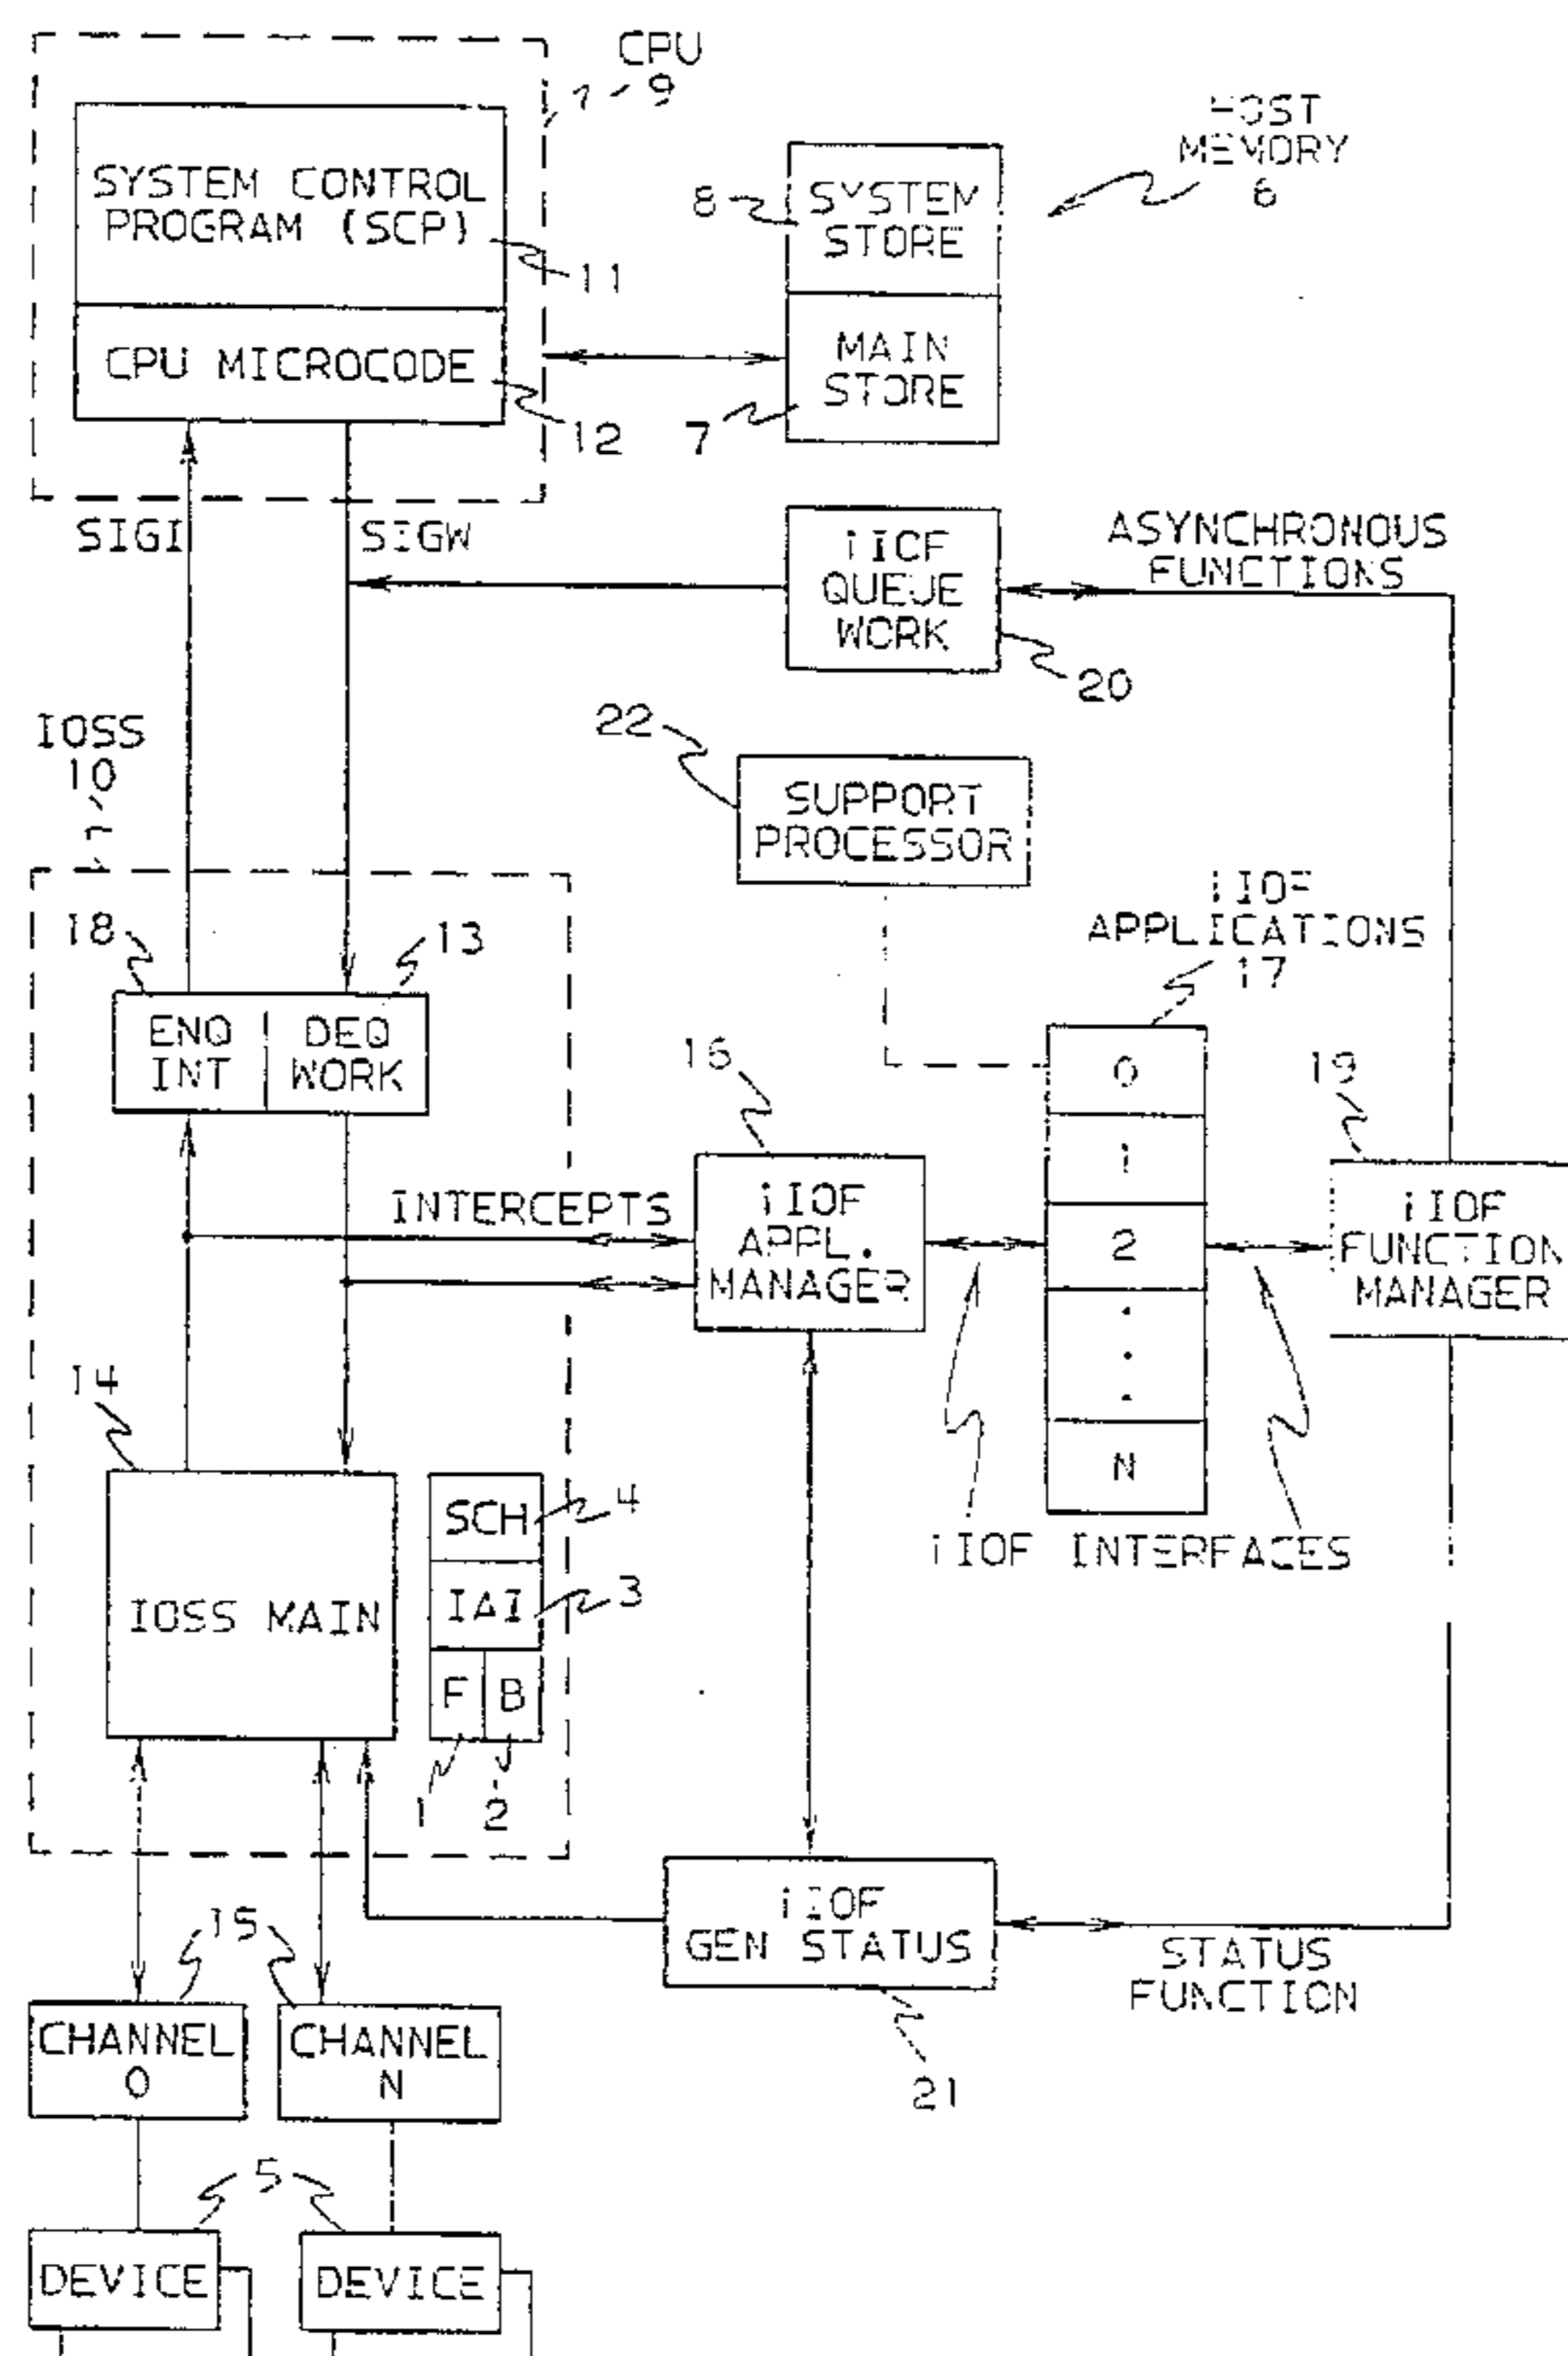 CPU
9
HOST
MEMORY
6
SYSTEM CONTROL
PROGRAM (SCP)
11
CPU MICROCODE
12
8
SYSTEM
STORE
MAIN
STORE
7
SIGI
SIGW
iICF
QUEUE
WORK
20
ASYNCHRONOUS
FUNCTIONS
22
SUPPORT
PROCESSOR
IOSS
10
18
13
ENQ
INT
DEQ
WORK
iIOF
APPLICATIONS
17
0
1
2
.
.
.
N
16
iIOF
APPL.
MANAGER
INTERCEPTS
19
iIOF
FUNCTION
MANAGER
iIOF INTERFACES
14
IOSS MAIN
SCH
4
IAI
3
F
B
1
2
iIOF
GEN STATUS
21
STATUS
FUNCTION
15
CHANNEL
0
CHANNEL
N
5
DEVICE
DEVICE